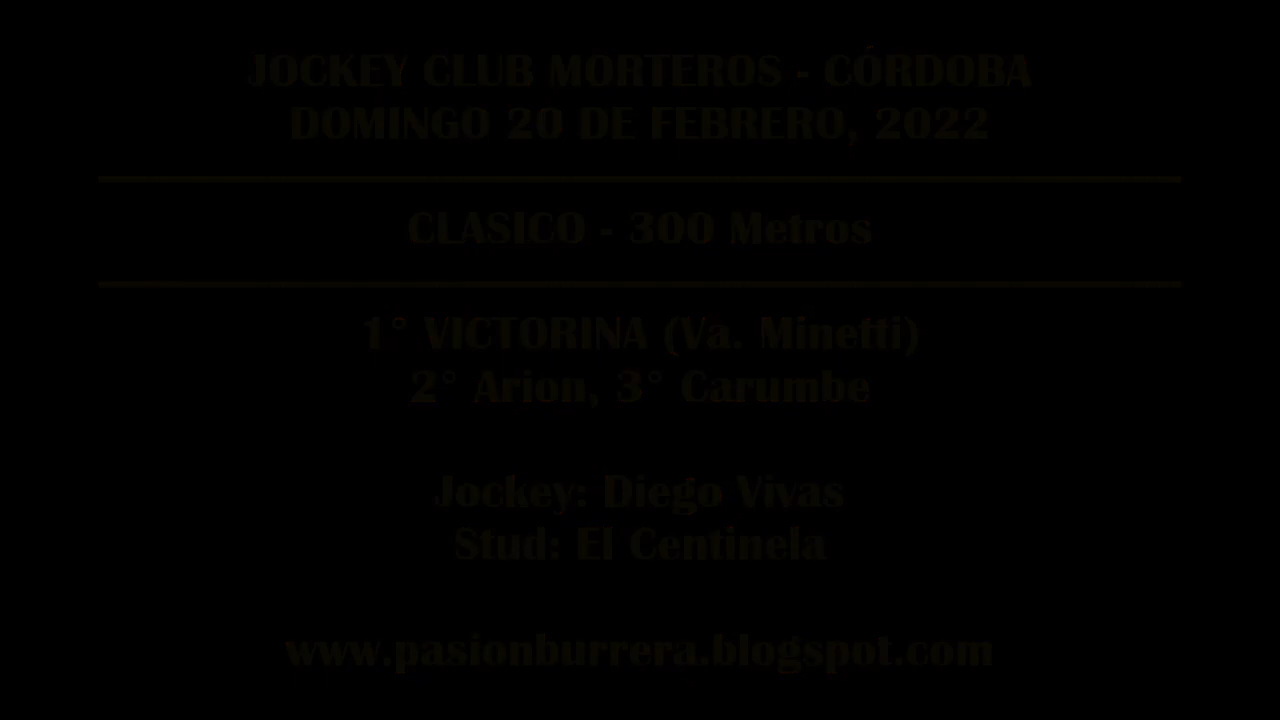 JOCKEY CLUB MORTEROS - CÓRDOBA
DOMINGO 20 DE FEBRERO, 2022
CLASICO - 300 Metros
1° VICTORINA (Va. Minetti)
2° Arion, 3° Carumbe
Jockey: Diego Vivas
Stud: El Centinela
www.pasionburrera.blogspot.com